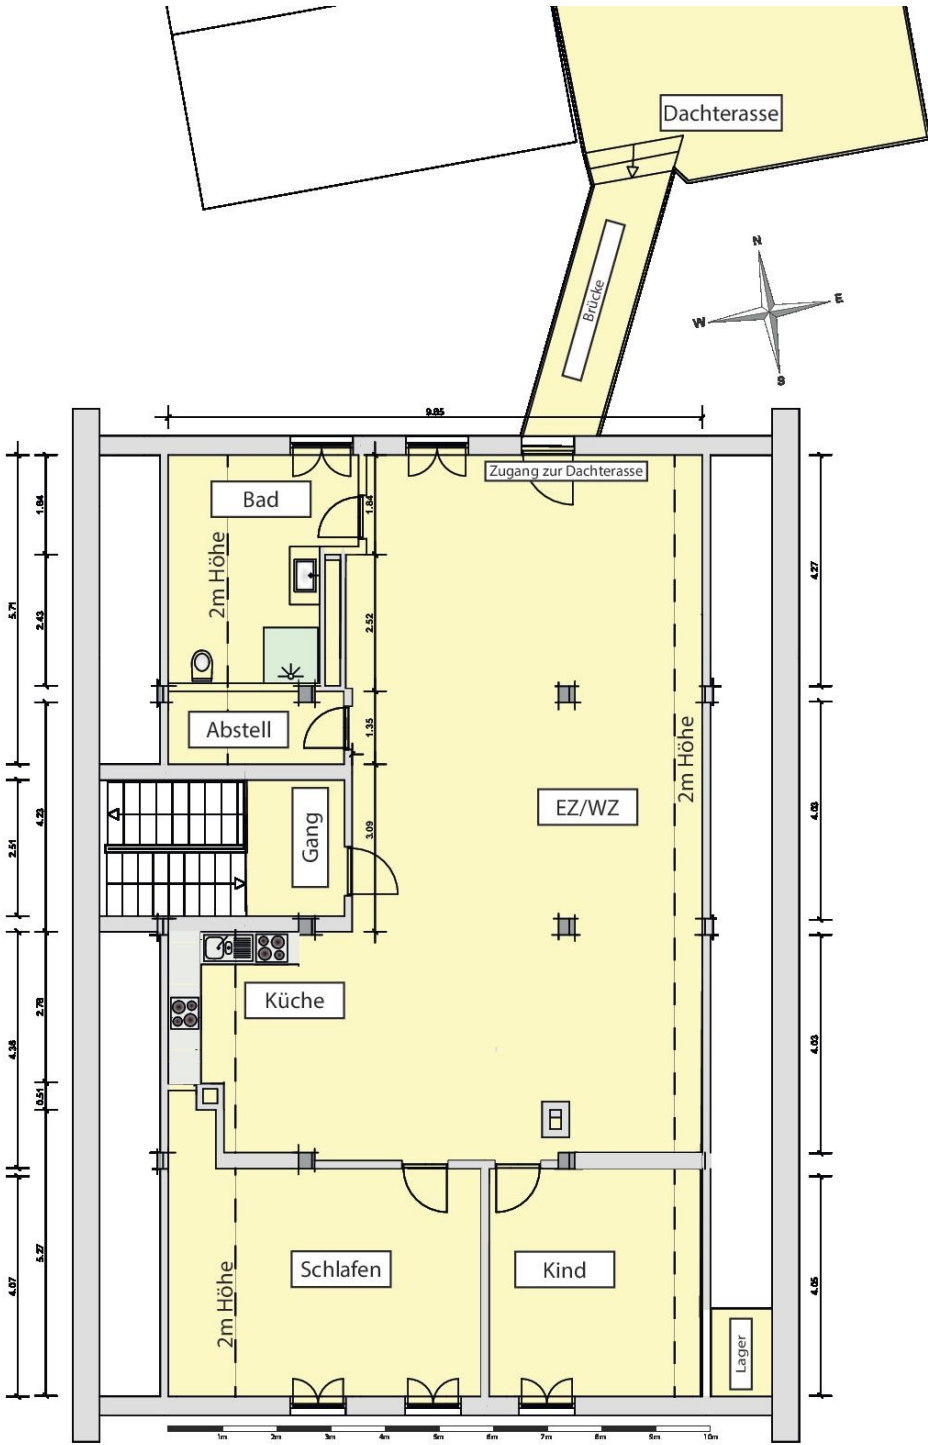 Dachterasse
Brücke
N
W
E
S
9.85
Zugang zur Dachterasse
Bad
1.84
1.84
2m Höhe
4.27
5.71
2.43
2.52
Abstell
1.35
2m Höhe
EZ/WZ
4.23
4.03
Gang
3.09
2.51
Küche
2.78
4.36
4.03
0.51
Schlafen
Kind
2m Höhe
5.27
4.07
4.05
Lager
1m
2m
3m
4m
5m
6m
7m
8m
9m
10m